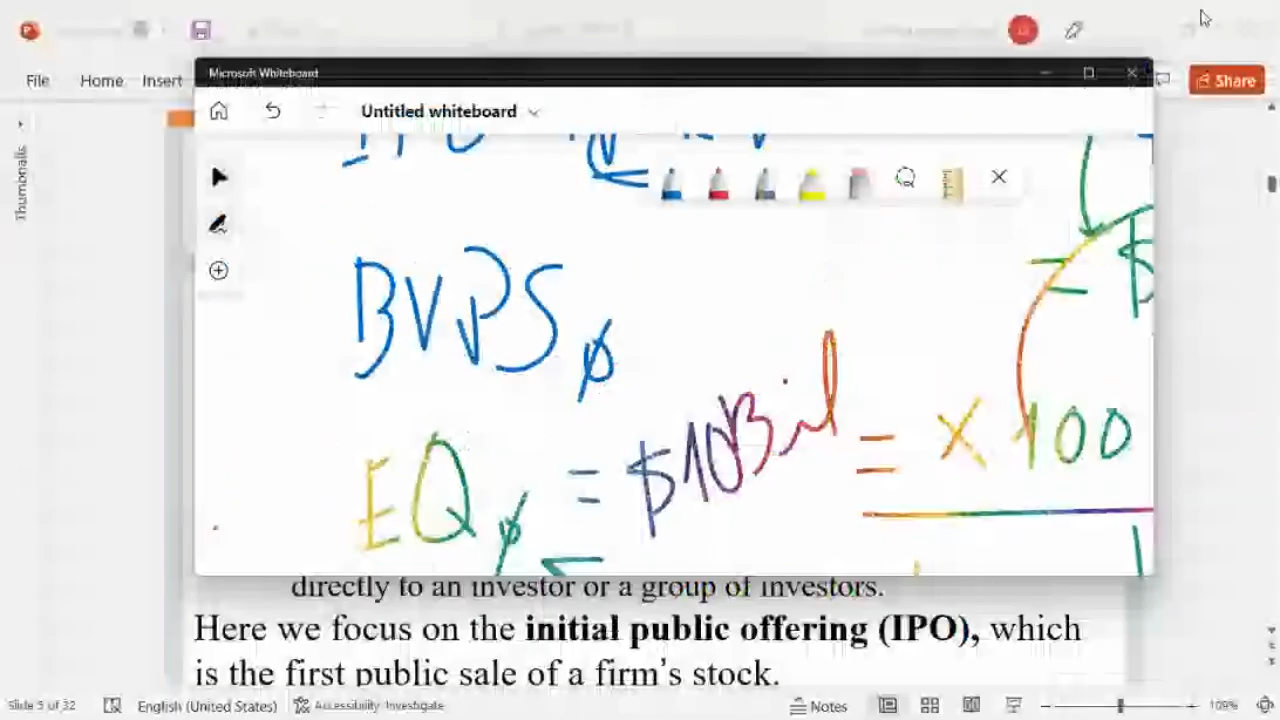 File Home Insert Share
Microsoft Whiteboard
Untitled whiteboard
Thumbnails
BVPS0
EQ0 = $10Bil = X 100
= $
directly to an investor or a group of investors.
Here we focus on the initial public offering (IPO), which
is the first public sale of a firm's stock.
Slide 5 of 32 English (United States) Accessibility: Investigate Notes 109%